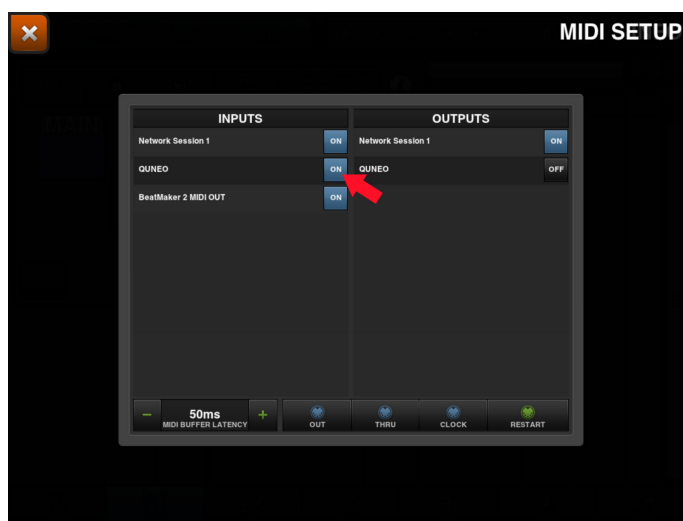 MIDI SETUP
INPUTS
Network Session 1 ON
QUNEO ON
BeatMaker 2 MIDI OUT ON
OUTPUTS
Network Session 1 ON
QUNEO OFF
− 50ms +
MIDI BUFFER LATENCY
OUT THRU CLOCK RESTART